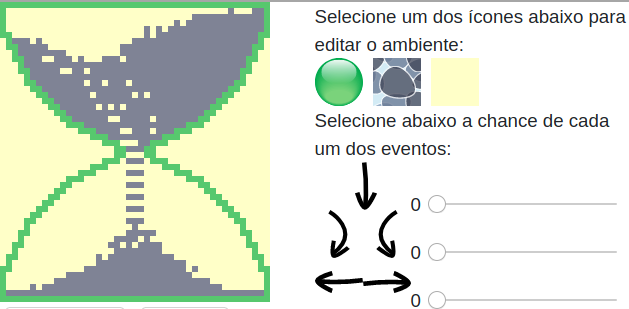 Selecione um dos ícones abaixo para
editar o ambiente:
Selecione abaixo a chance de cada
um dos eventos:
0
0
0